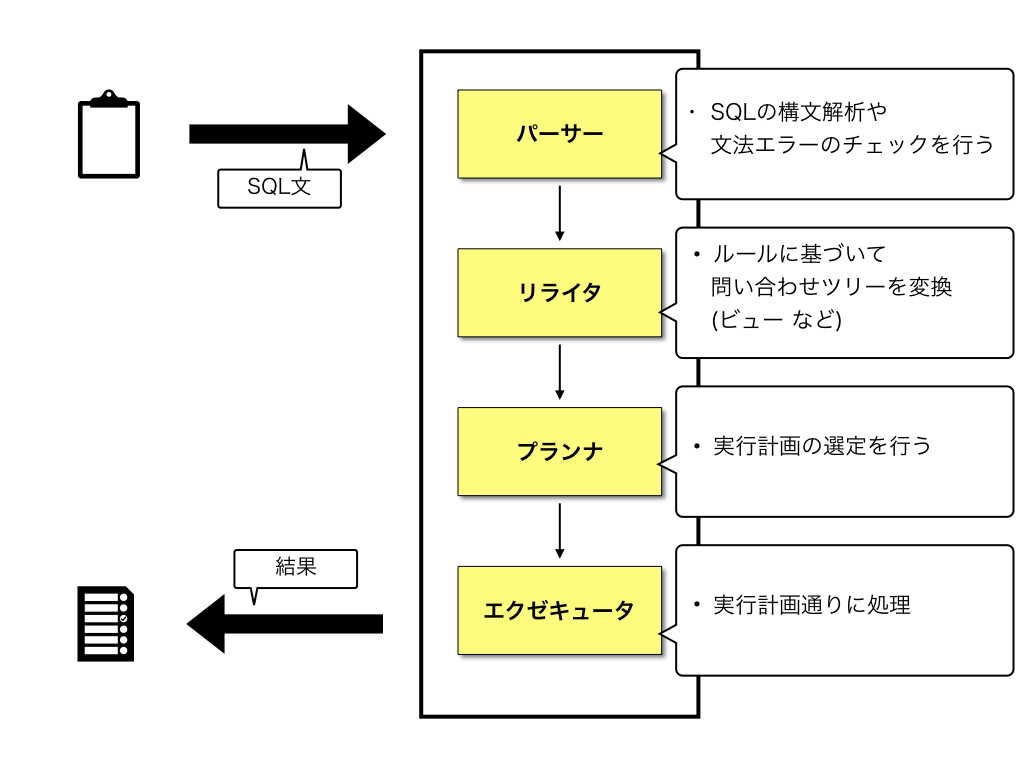 SQL文
パーサー
・ SQLの構文解析や
文法エラーのチェックを行う
リライタ
• ルールに基づいて
問い合わせツリーを変換
(ビュー など)
プランナ
• 実行計画の選定を行う
エクゼキュータ
• 実行計画通りに処理
結果